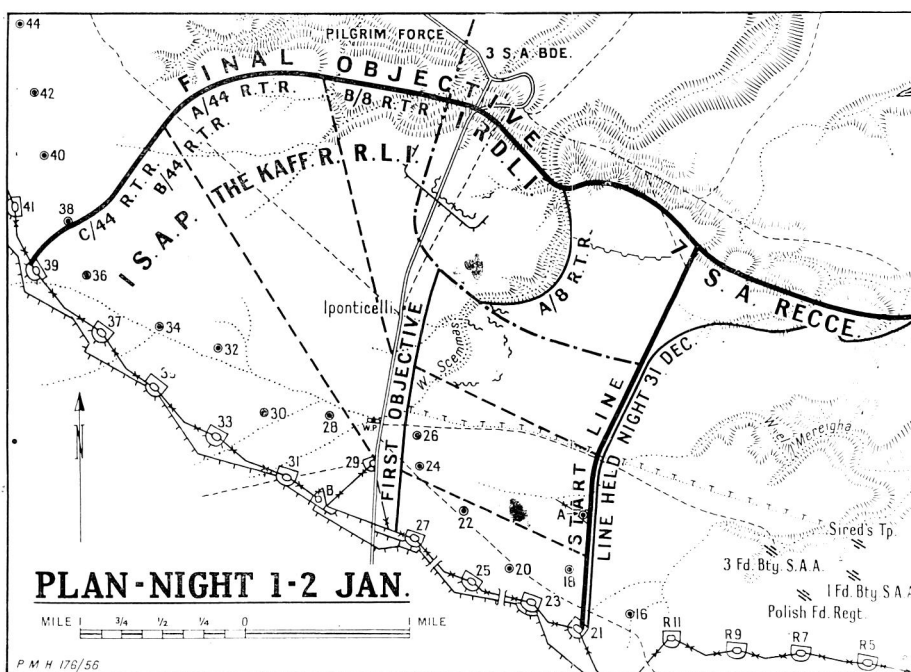 44
PILGRIM FORCE
3 S.A. BDE.
FINAL OBJECTIVE
42
A/44 R.T.R.
B/8 R.T.R.
1 R.D.L.I
40
B/44 R.T.R.
C/44 R.T.R.
THE KAFF R. R.L.I.
1 S.A.P.
41
38
39
36
7 S.A. RECCE.
A/8 R.T.R.
Iponticelli
37
34
32
W. Scemmas
FIRST OBJECTIVE
START LINE
LINE HELD NIGHT 31 DEC
30
28
W.P.
26
33
W. el Mereigha
29
24
31
B
22
A
27
Sired's Tp.
3 Fd. Bty. S.A.A.
1 Fd. Bty S.A.A
Polish Fd. Regt.
25
20
18
23
21
16
R11
R9
R7
R5
PLAN - NIGHT 1-2 JAN.
MILE 1 3/4 1/2 1/4 0 1 MILE
P M H 176/56